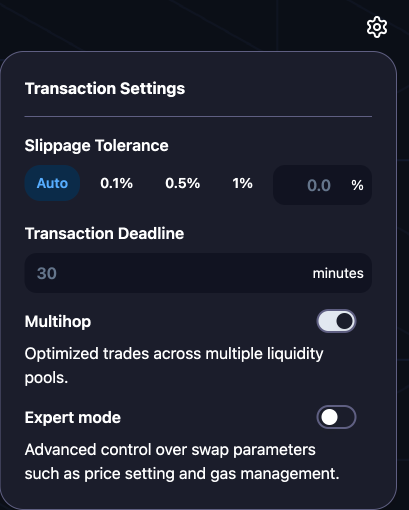 Transaction Settings
Slippage Tolerance
Auto 0.1% 0.5% 1% 0.0 %
Transaction Deadline
30 minutes
Multihop
Optimized trades across multiple liquidity
pools.
Expert mode
Advanced control over swap parameters
such as price setting and gas management.